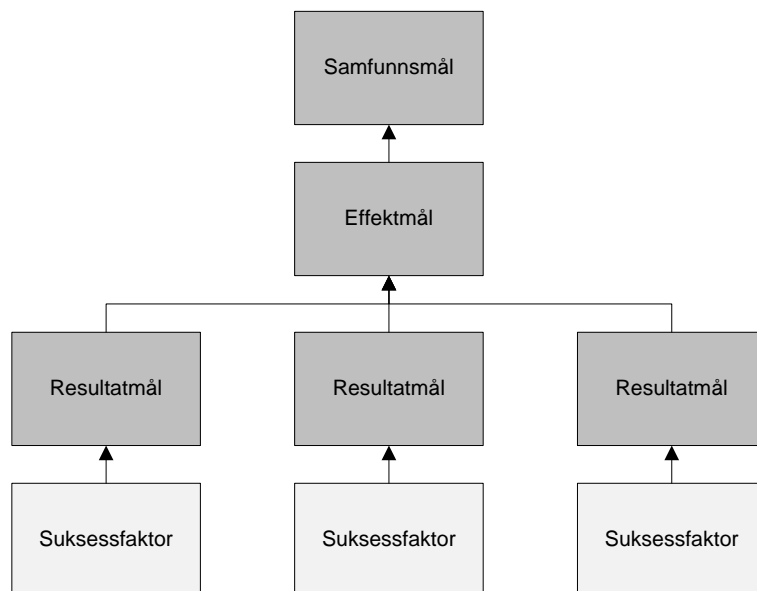 Samfunnsmål
Effektmål
Resultatmål
Resultatmål
Resultatmål
Suksessfaktor
Suksessfaktor
Suksessfaktor